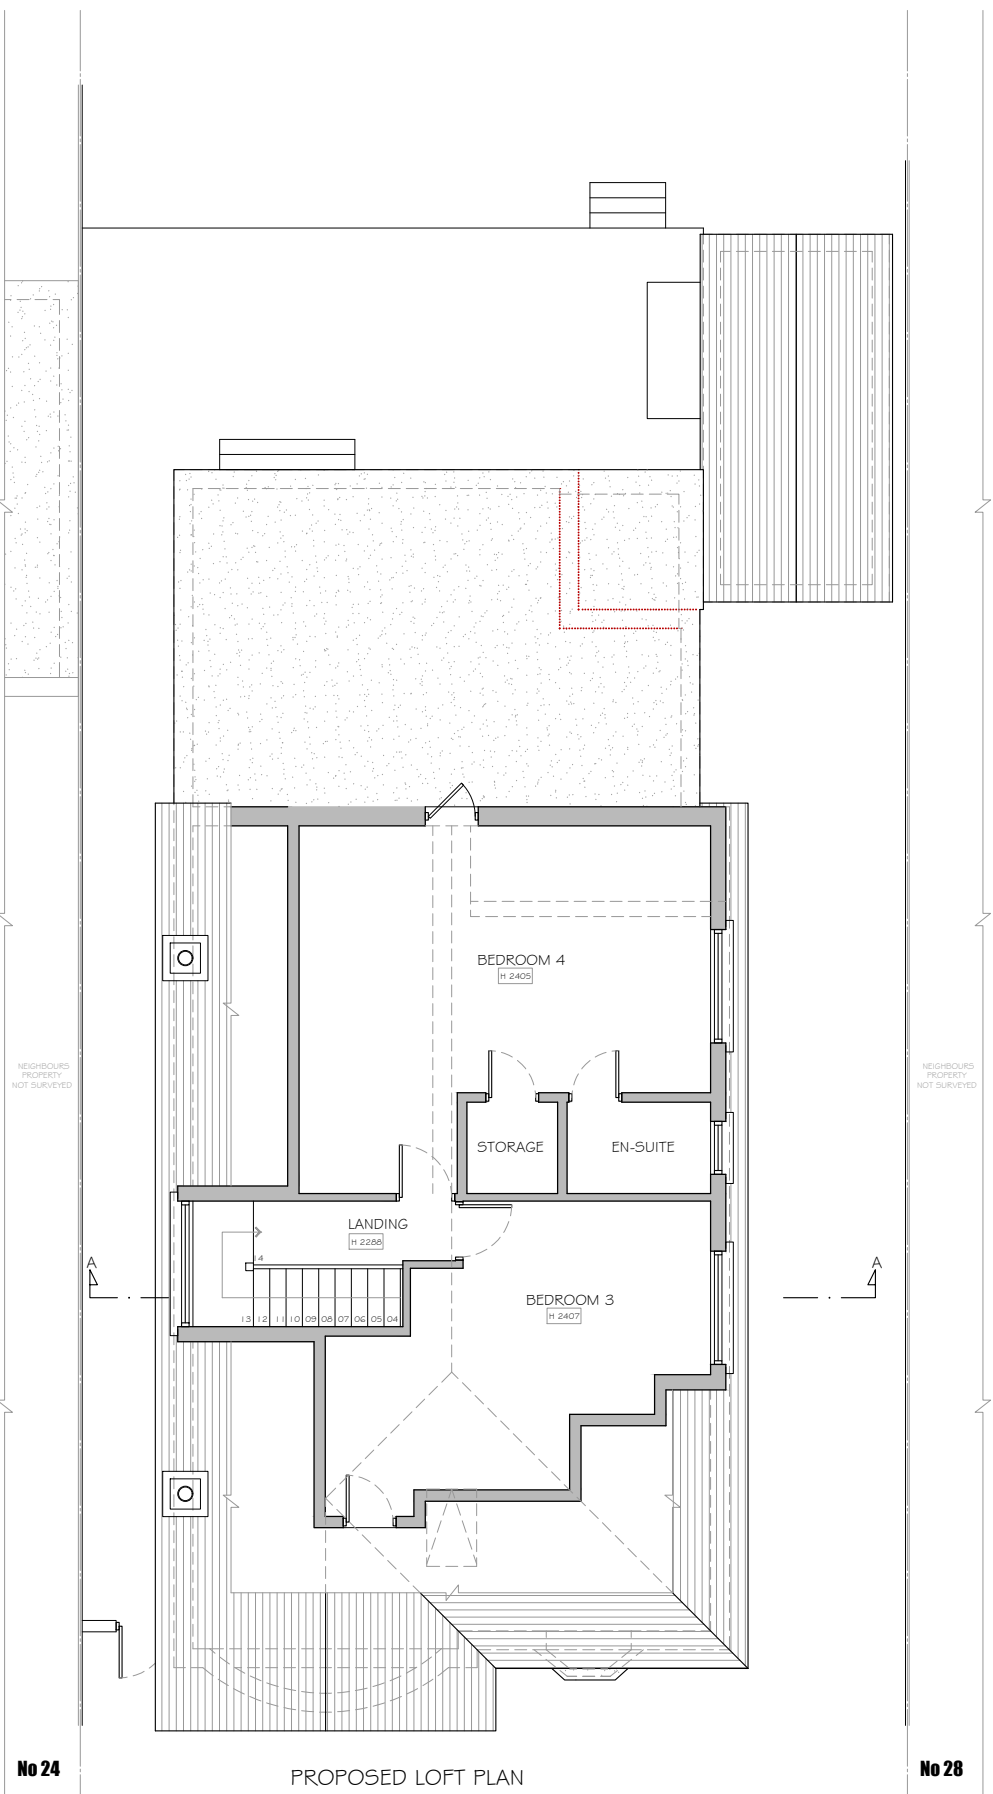 BEDROOM 4
H 2405
NEIGHBOURS
PROPERTY
NOT SURVEYED
NEIGHBOURS
PROPERTY
NOT SURVEYED
STORAGE
EN-SUITE
LANDING
H 2288
14
A
A
BEDROOM 3
H 2407
13 12 11 10 09 08 07 06 05 04
No 24
No 28
PROPOSED LOFT PLAN